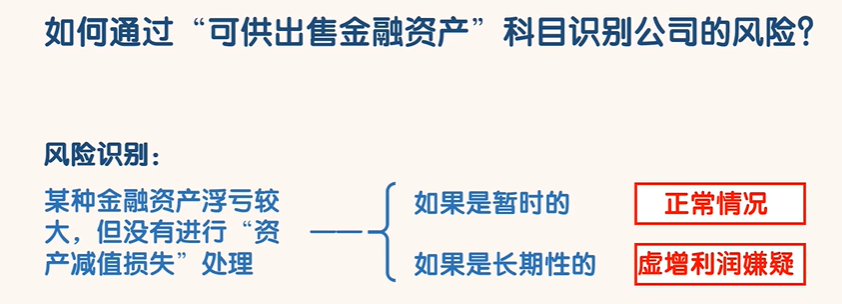 如何通过“可供出售金融资产”科目识别公司的风险？
风险识别：
某种金融资产浮亏较
大，但没有进行“资
产减值损失”处理
——
如果是暂时的
正常情况
如果是长期性的
虚增利润嫌疑